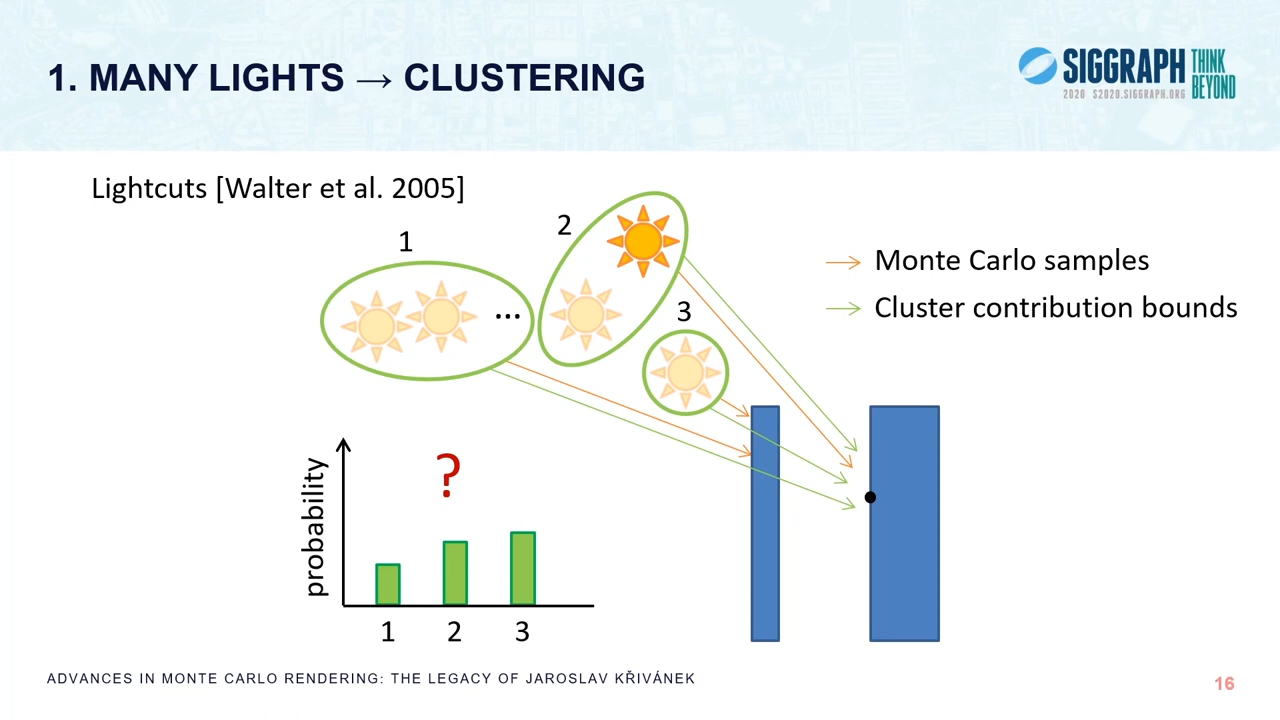 1. MANY LIGHTS → CLUSTERING
SIGGRAPH THINK BEYOND
2020 S2020.SIGGRAPH.ORG
Lightcuts [Walter et al. 2005]
1
2
3
...
Monte Carlo samples
Cluster contribution bounds
probability
?
1 2 3
ADVANCES IN MONTE CARLO RENDERING: THE LEGACY OF JAROSLAV KŘIVÁNEK
16